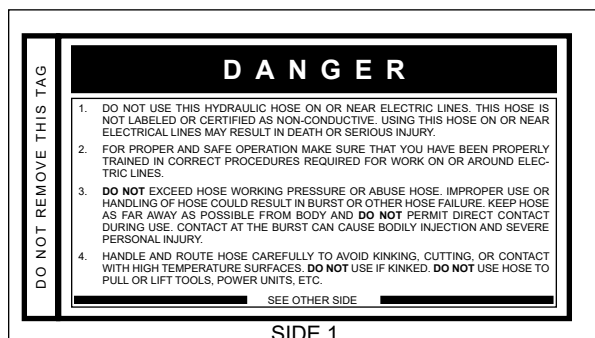 DO NOT REMOVE THIS TAG
DANGER
1. DO NOT USE THIS HYDRAULIC HOSE ON OR NEAR ELECTRIC LINES. THIS HOSE IS
NOT LABELED OR CERTIFIED AS NON-CONDUCTIVE. USING THIS HOSE ON OR NEAR
ELECTRICAL LINES MAY RESULT IN DEATH OR SERIOUS INJURY.
2. FOR PROPER AND SAFE OPERATION MAKE SURE THAT YOU HAVE BEEN PROPERLY
TRAINED IN CORRECT PROCEDURES REQUIRED FOR WORK ON OR AROUND ELEC-
TRIC LINES.
3. DO NOT EXCEED HOSE WORKING PRESSURE OR ABUSE HOSE. IMPROPER USE OR
HANDLING OF HOSE COULD RESULT IN BURST OR OTHER HOSE FAILURE. KEEP HOSE
AS FAR AWAY AS POSSIBLE FROM BODY AND DO NOT PERMIT DIRECT CONTACT
DURING USE. CONTACT AT THE BURST CAN CAUSE BODILY INJECTION AND SEVERE
PERSONAL INJURY.
4. HANDLE AND ROUTE HOSE CAREFULLY TO AVOID KINKING, CUTTING, OR CONTACT
WITH HIGH TEMPERATURE SURFACES. DO NOT USE IF KINKED. DO NOT USE HOSE TO
PULL OR LIFT TOOLS, POWER UNITS, ETC.
SEE OTHER SIDE
SIDE 1